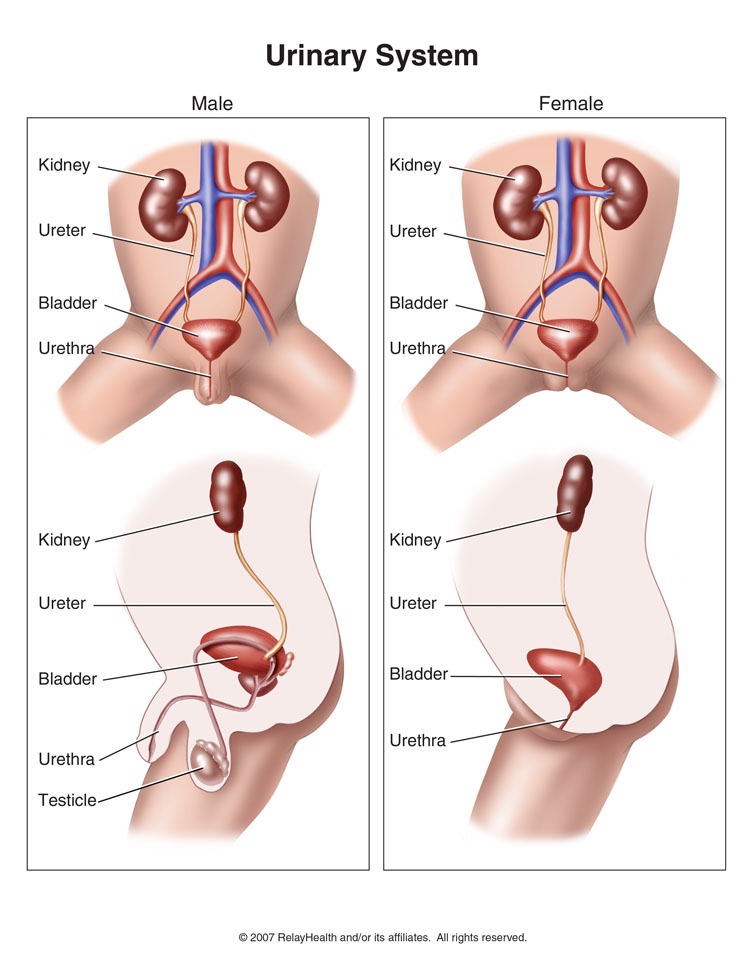 Urinary System
Male
Kidney
Ureter
Bladder
Urethra
Kidney
Ureter
Bladder
Urethra
Testicle
Female
Kidney
Ureter
Bladder
Urethra
Kidney
Ureter
Bladder
Urethra
© 2007 RelayHealth and/or its affiliates. All rights reserved.